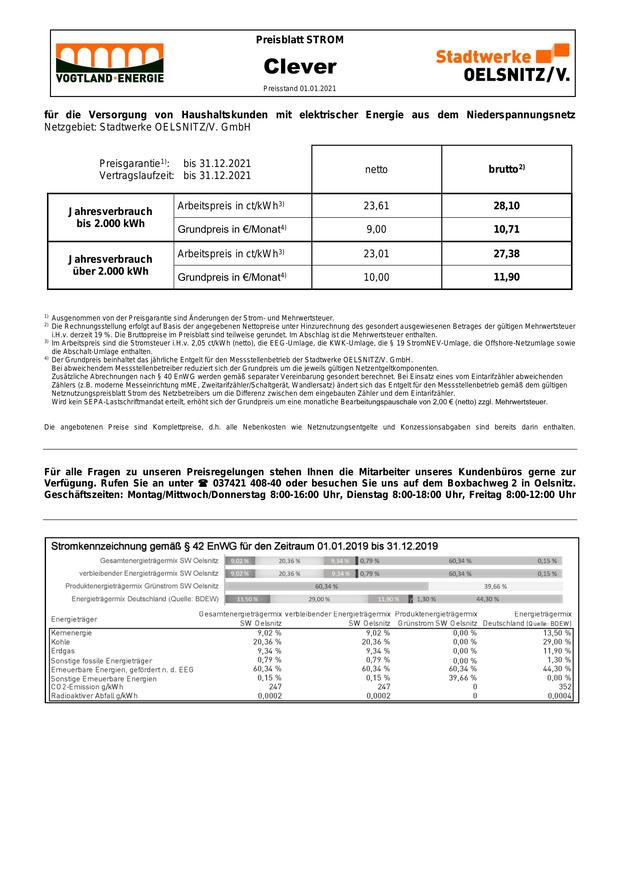 Preisblatt STROM
Clever
Preisstand 01.01.2021
VOGTLAND·ENERGIE
Stadtwerke
OELSNITZ/V.
für die Versorgung von Haushaltskunden mit elektrischer Energie aus dem Niederspannungsnetz
Netzgebiet: Stadtwerke OELSNITZ/V. GmbH
Preisgarantie1): bis 31.12.2021
Vertragslaufzeit: bis 31.12.2021
netto brutto2)
Jahresverbrauch
bis 2.000 kWh
Arbeitspreis in ct/kWh3) 23,61 28,10
Grundpreis in €/Monat4) 9,00 10,71
Jahresverbrauch
über 2.000 kWh
Arbeitspreis in ct/kWh3) 23,01 27,38
Grundpreis in €/Monat4) 10,00 11,90
1) Ausgenommen von der Preisgarantie sind Änderungen der Strom- und Mehrwertsteuer.
2) Die Rechnungsstellung erfolgt auf Basis der angegebenen Nettopreise unter Hinzurechnung des gesondert ausgewiesenen Betrages der gültigen Mehrwertsteuer
i.H.v. derzeit 19 %. Die Bruttopreise im Preisblatt sind teilweise gerundet. Im Abschlag ist die Mehrwertsteuer enthalten.
3) Im Arbeitspreis sind die Stromsteuer i.H.v. 2,05 ct/kWh (netto), die EEG-Umlage, die KWK-Umlage, die § 19 StromNEV-Umlage, die Offshore-Netzumlage sowie
die Abschalt-Umlage enthalten.
4) Der Grundpreis beinhaltet das jährliche Entgelt für den Messstellenbetrieb der Stadtwerke OELSNITZ/V. GmbH.
Bei abweichendem Messstellenbetreiber reduziert sich der Grundpreis um die jeweils gültigen Netzentgeltkomponenten.
Zusätzliche Abrechnungen nach § 40 EnWG werden gemäß separater Vereinbarung gesondert berechnet. Bei Einsatz eines vom Eintarifzähler abweichenden
Zählers (z.B. moderne Messeinrichtung mME, Zweitarifzähler/Schaltgerät, Wandlersatz) ändert sich das Entgelt für den Messstellenbetrieb gemäß dem gültigen
Netznutzungspreisblatt Strom des Netzbetreibers um die Differenz zwischen dem eingebauten Zähler und dem Eintarifzähler.
Wird kein SEPA-Lastschriftmandat erteilt, erhöht sich der Grundpreis um eine monatliche Bearbeitungspauschale von 2,00 € (netto) zzgl. Mehrwertsteuer.
Die angebotenen Preise sind Komplettpreise, d.h. alle Nebenkosten wie Netznutzungsentgelte und Konzessionsabgaben sind bereits darin enthalten.
Für alle Fragen zu unseren Preisregelungen stehen Ihnen die Mitarbeiter unseres Kundenbüros gerne zur
Verfügung. Rufen Sie an unter ☎ 037421 408-40 oder besuchen Sie uns auf dem Boxbachweg 2 in Oelsnitz.
Geschäftszeiten: Montag/Mittwoch/Donnerstag 8:00-16:00 Uhr, Dienstag 8:00-18:00 Uhr, Freitag 8:00-12:00 Uhr
Stromkennzeichnung gemäß § 42 EnWG für den Zeitraum 01.01.2019 bis 31.12.2019
Gesamtenergieträgermix SW Oelsnitz 9,02 % 20,36 % 9,34 % 0,79 % 60,34 % 0,15 %
verbleibender Energieträgermix SW Oelsnitz 9,02 % 20,36 % 9,34 % 0,79 % 60,34 % 0,15 %
Produktenergieträgermix Grünstrom SW Oelsnitz 60,34 % 39,66 %
Energieträgermix Deutschland (Quelle: BDEW) 13,50 % 29,00 % 11,90 % 1,30 % 44,30 %
Energieträger Gesamtenergieträgermix verbleibender Energieträgermix Produktenergieträgermix Energieträgermix
SW Oelsnitz SW Oelsnitz Grünstrom SW Oelsnitz Deutschland (Quelle: BDEW)
Kernenergie 9,02 % 9,02 % 0,00 % 13,50 %
Kohle 20,36 % 20,36 % 0,00 % 29,00 %
Erdgas 9,34 % 9,34 % 0,00 % 11,90 %
Sonstige fossile Energieträger 0,79 % 0,79 % 0,00 % 1,30 %
Erneuerbare Energien, gefördert n. d. EEG 60,34 % 60,34 % 60,34 % 44,30 %
Sonstige Erneuerbare Energien 0,15 % 0,15 % 39,66 % 0,00 %
CO2-Emission g/kWh 247 247 0 352
Radioaktiver Abfall g/kWh 0,0002 0,0002 0 0,0004